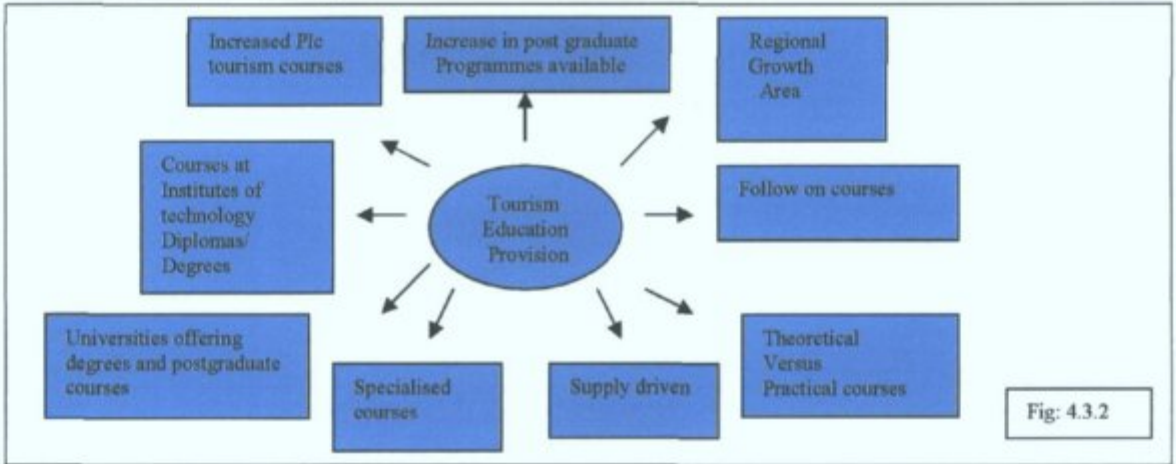 Increased Plc
tourism courses
Increase in post graduate
Programmes available
Regional
Growth
Area
Courses at
Institutes of
technology
Diplomas/
Degrees
Tourism
Education
Provision
Follow on courses
Universities offering
degrees and postgraduate
courses
Specialised
courses
Supply driven
Theoretical
Versus
Practical courses
Fig: 4.3.2